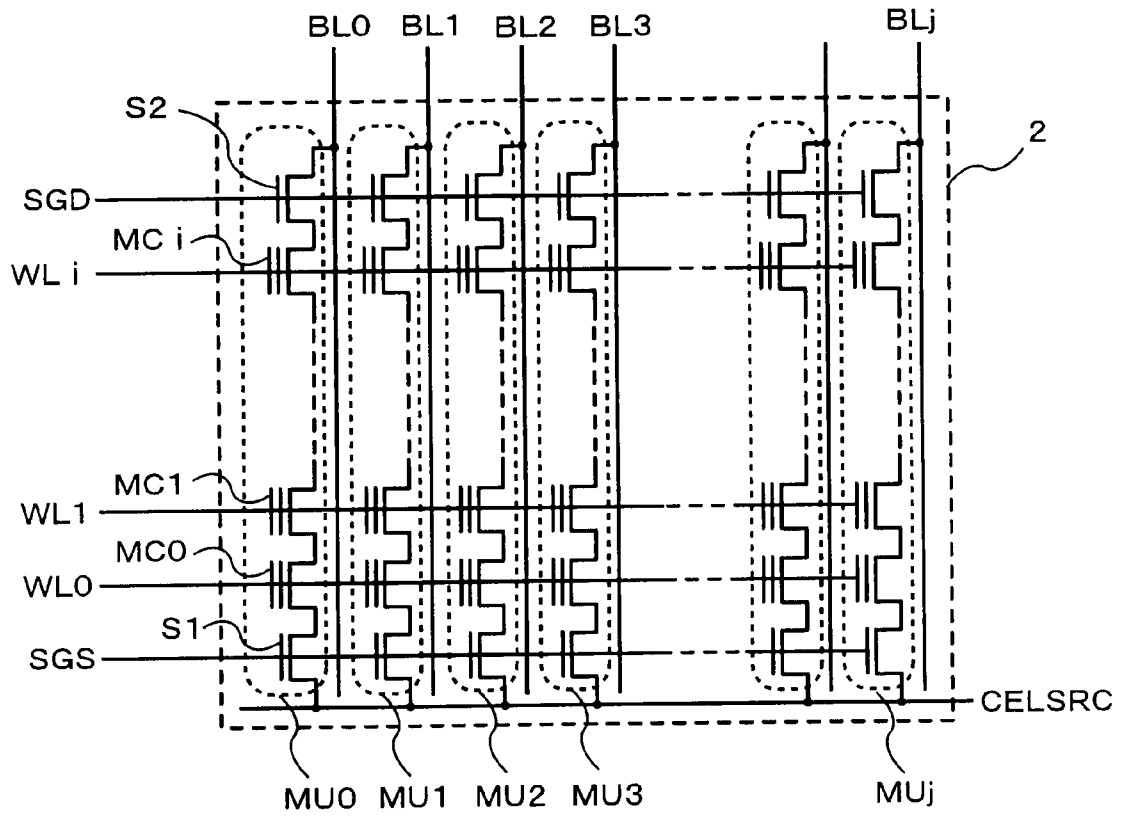 BL0 BL1 BL2 BL3 BLj
S2
2
SGD
MC i
WL i
MC1
WL1
MC0
WL0
S1
SGS
CELSRC
MU0 MU1 MU2 MU3 MUj